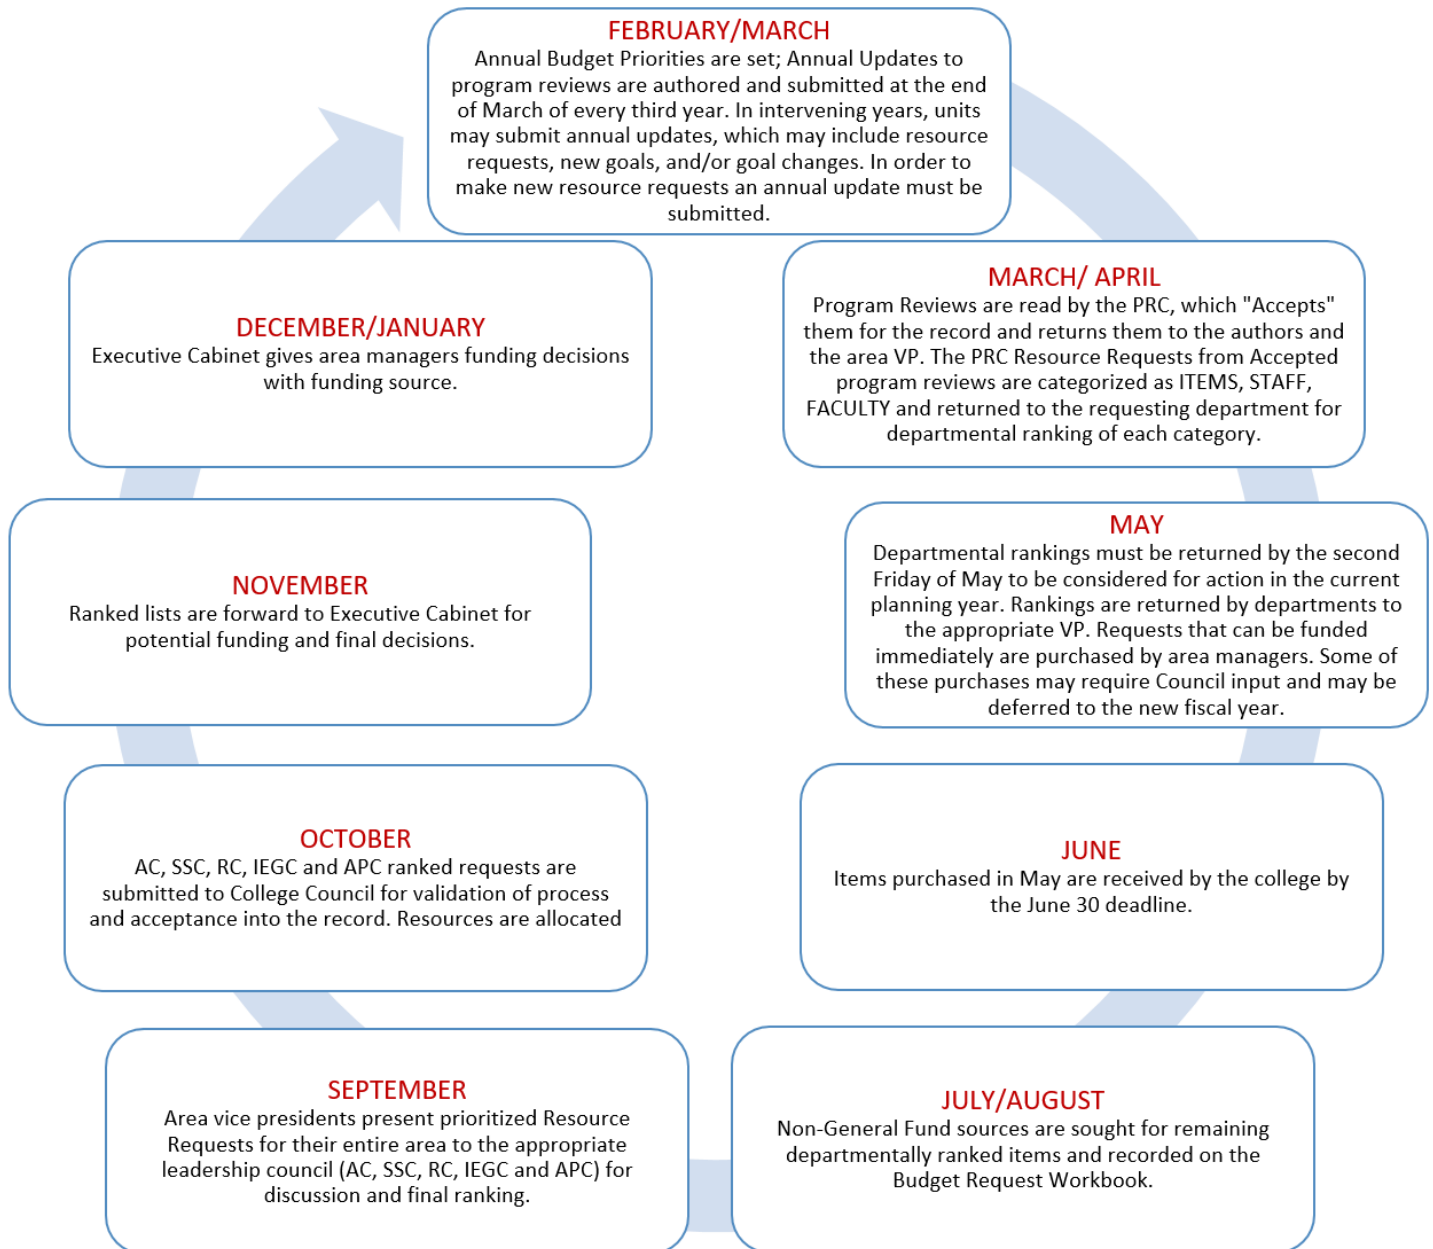 FEBRUARY/MARCH
Annual Budget Priorities are set; Annual Updates to
program reviews are authored and submitted at the end
of March of every third year. In intervening years, units
may submit annual updates, which may include resource
requests, new goals, and/or goal changes. In order to
make new resource requests an annual update must be
submitted.
MARCH/ APRIL
Program Reviews are read by the PRC, which "Accepts"
them for the record and returns them to the authors and
the area VP. The PRC Resource Requests from Accepted
program reviews are categorized as ITEMS, STAFF,
FACULTY and returned to the requesting department for
departmental ranking of each category.
MAY
Departmental rankings must be returned by the second
Friday of May to be considered for action in the current
planning year. Rankings are returned by departments to
the appropriate VP. Requests that can be funded
immediately are purchased by area managers. Some of
these purchases may require Council input and may be
deferred to the new fiscal year.
JUNE
Items purchased in May are received by the college by
the June 30 deadline.
JULY/AUGUST
Non-General Fund sources are sought for remaining
departmentally ranked items and recorded on the
Budget Request Workbook.
SEPTEMBER
Area vice presidents present prioritized Resource
Requests for their entire area to the appropriate
leadership council (AC, SSC, RC, IEGC and APC) for
discussion and final ranking.
OCTOBER
AC, SSC, RC, IEGC and APC ranked requests are
submitted to College Council for validation of process
and acceptance into the record. Resources are allocated
NOVEMBER
Ranked lists are forward to Executive Cabinet for
potential funding and final decisions.
DECEMBER/JANUARY
Executive Cabinet gives area managers funding decisions
with funding source.